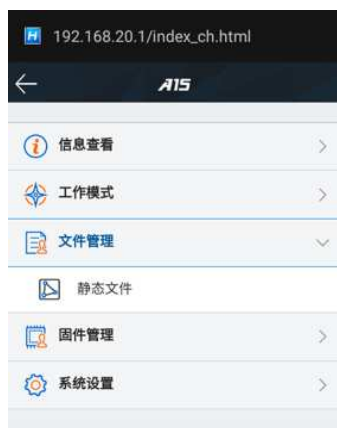 192.168.20.1/index_ch.html
A15
信息查看
工作模式
文件管理
静态文件
固件管理
系统设置